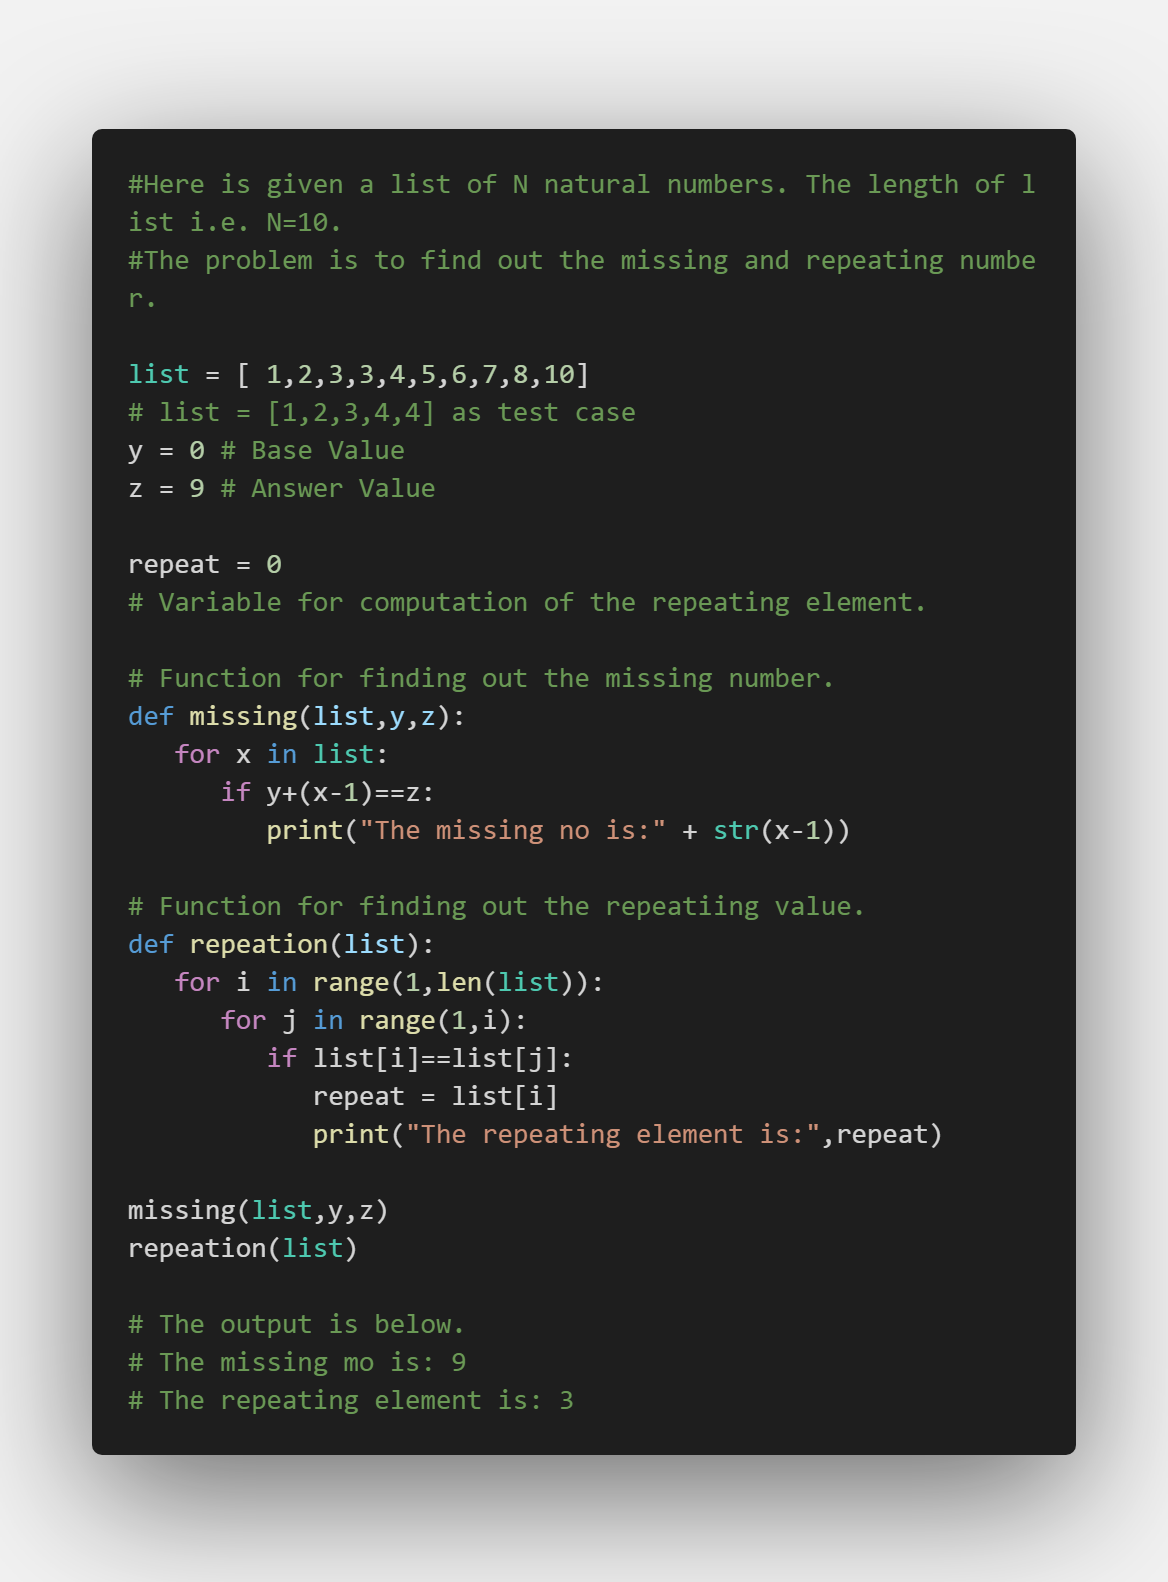 #Here is given a list of N natural numbers. The length of l
ist i.e. N=10.
#The problem is to find out the missing and repeating numbe
r.

list = [ 1,2,3,3,4,5,6,7,8,10]
# list = [1,2,3,4,4] as test case
y = 0 # Base Value
z = 9 # Answer Value

repeat = 0
# Variable for computation of the repeating element.

# Function for finding out the missing number.
def missing(list,y,z):
   for x in list:
      if y+(x-1)==z:
         print("The missing no is:" + str(x-1))

# Function for finding out the repeatiing value.
def repeation(list):
   for i in range(1,len(list)):
      for j in range(1,i):
         if list[i]==list[j]:
            repeat = list[i]
            print("The repeating element is:",repeat)

missing(list,y,z)
repeation(list)

# The output is below.
# The missing mo is: 9
# The repeating element is: 3